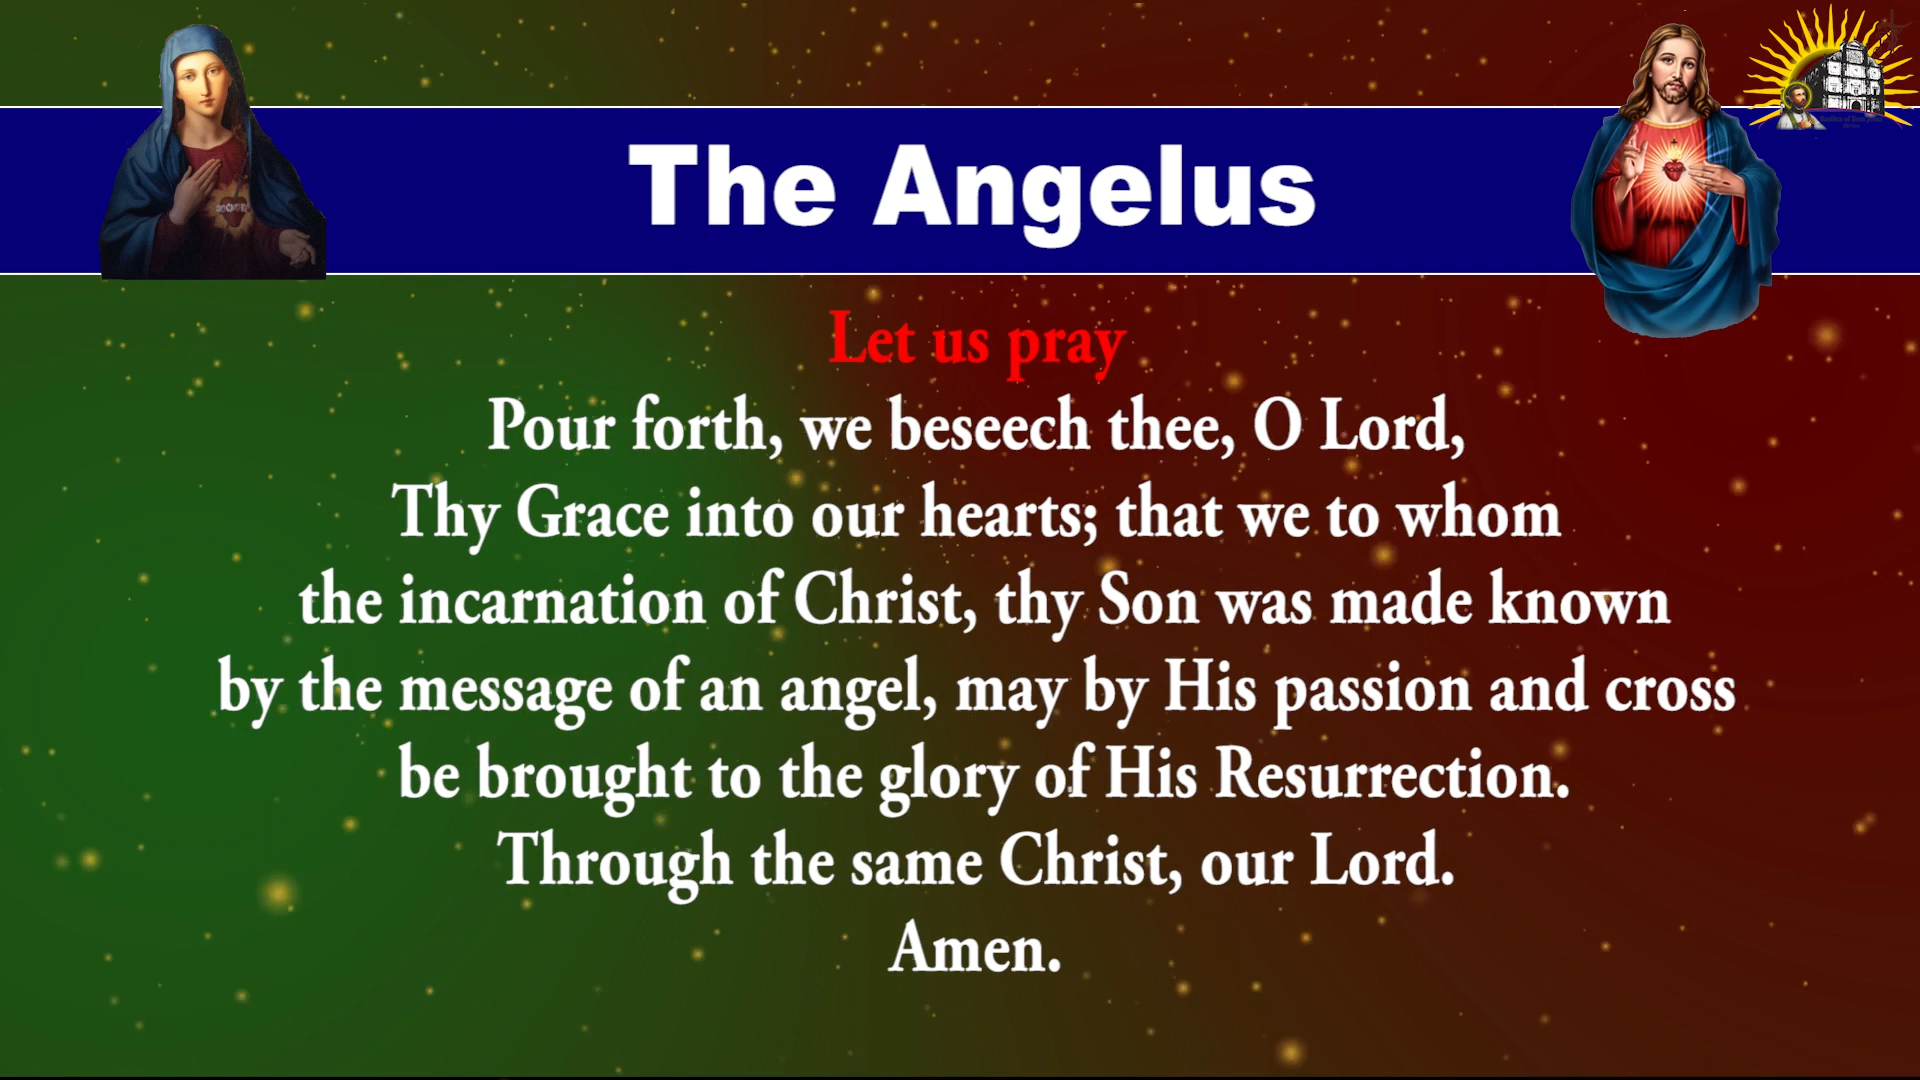 The Angelus
Let us pray
Pour forth, we beseech thee, O Lord,
Thy Grace into our hearts; that we to whom
the incarnation of Christ, thy Son was made known
by the message of an angel, may by His passion and cross
be brought to the glory of His Resurrection.
Through the same Christ, our Lord.
Amen.